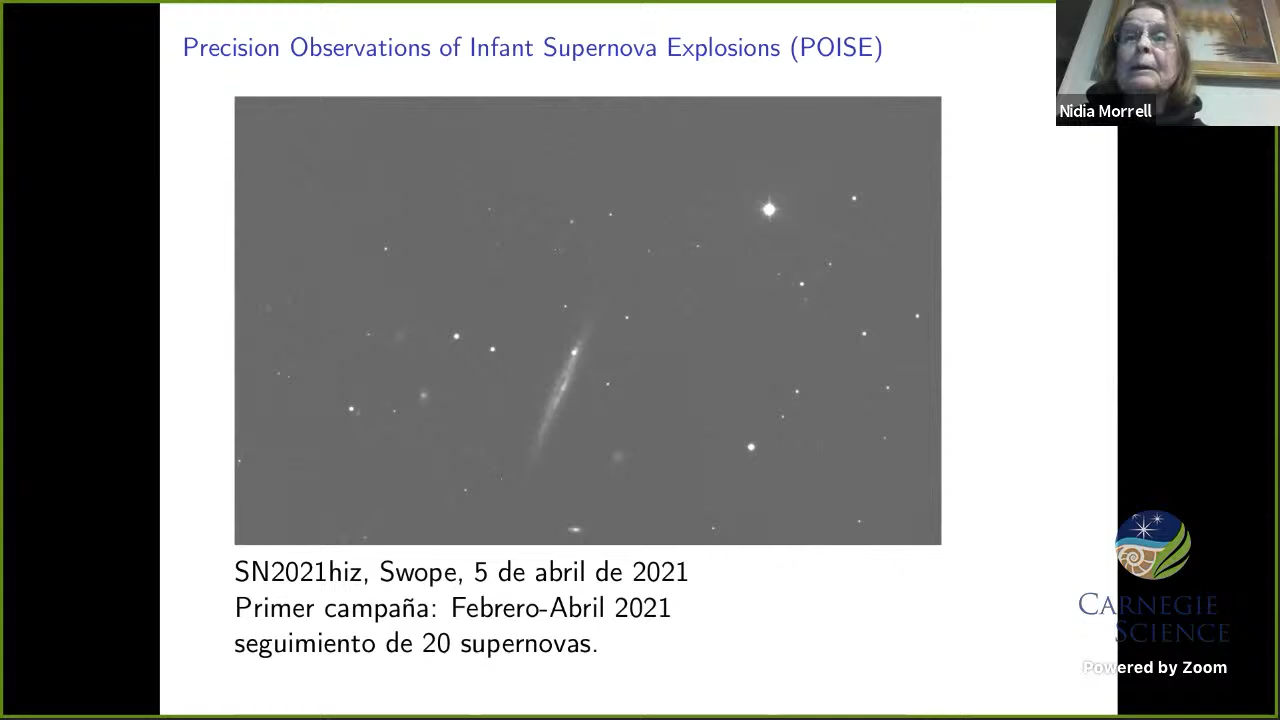 Precision Observations of Infant Supernova Explosions (POISE)
Nidia Morrell
SN2021hiz, Swope, 5 de abril de 2021
Primer campaña: Febrero-Abril 2021
seguimiento de 20 supernovas.
CARNEGIE
SCIENCE
Powered by Zoom